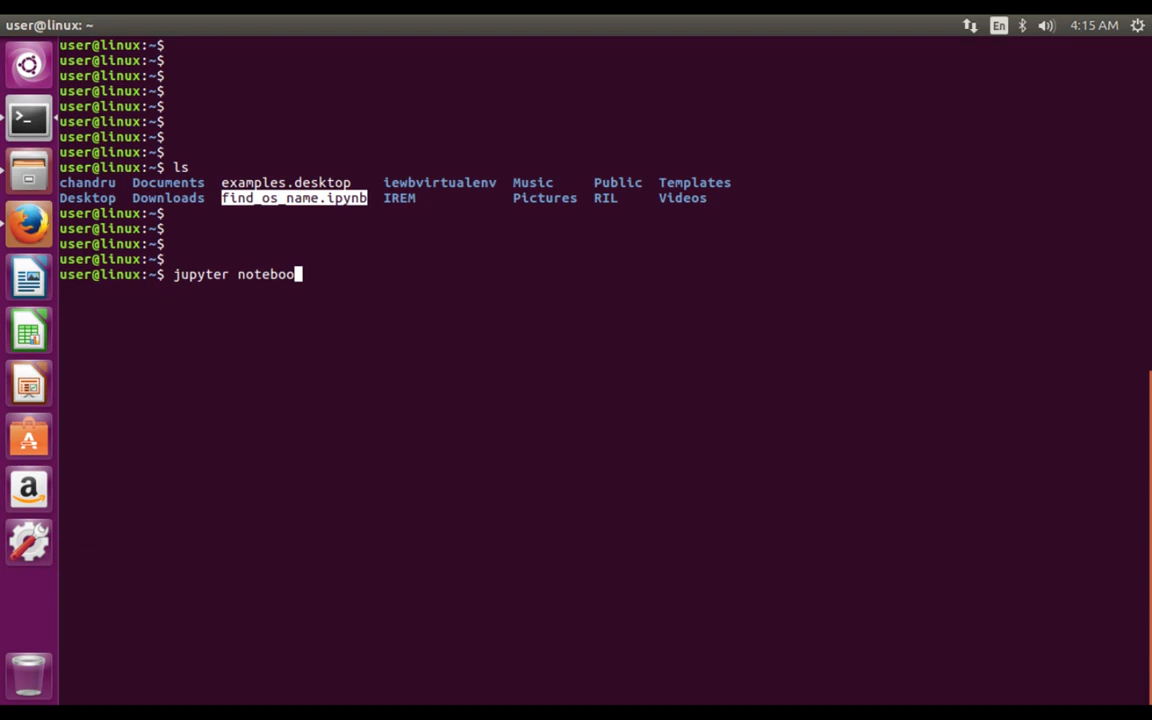 user@linux: ~ En 4:15 AM
user@linux:~$
user@linux:~$
user@linux:~$
user@linux:~$
user@linux:~$
user@linux:~$
user@linux:~$
user@linux:~$
user@linux:~$ ls
chandru Documents examples.desktop iewbvirtualenv Music Public Templates
Desktop Downloads find_os_name.ipynb IREM Pictures RIL Videos
user@linux:~$
user@linux:~$
user@linux:~$
user@linux:~$
user@linux:~$ jupyter noteboo